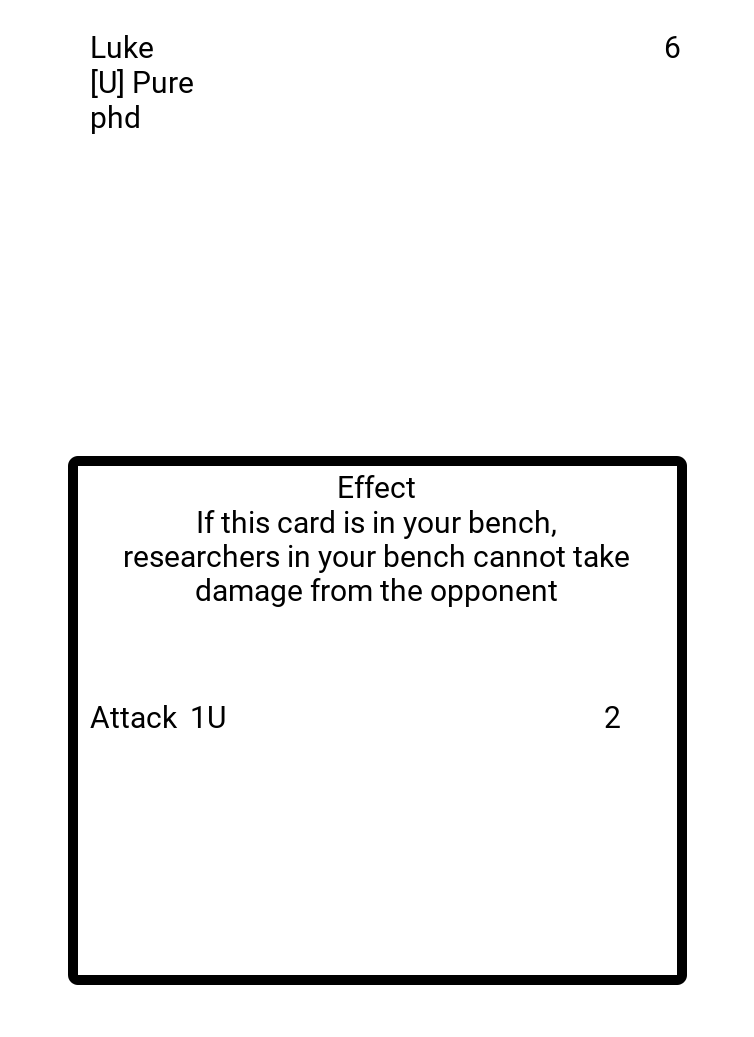 Luke 6
[U] Pure
phd
Effect
If this card is in your bench,
researchers in your bench cannot take
damage from the opponent
Attack 1U 2